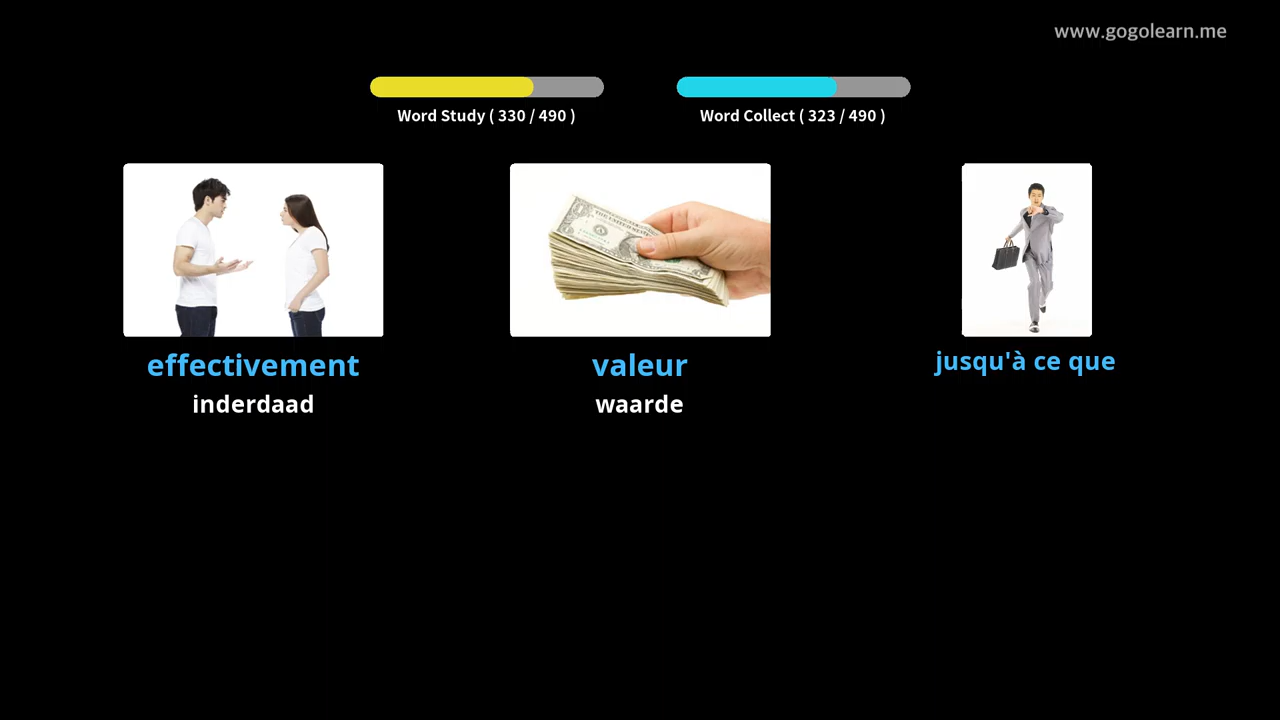 www.gogolearn.me
Word Study ( 330 / 490 )
Word Collect ( 323 / 490 )
effectivement
inderdaad
valeur
waarde
jusqu'à ce que